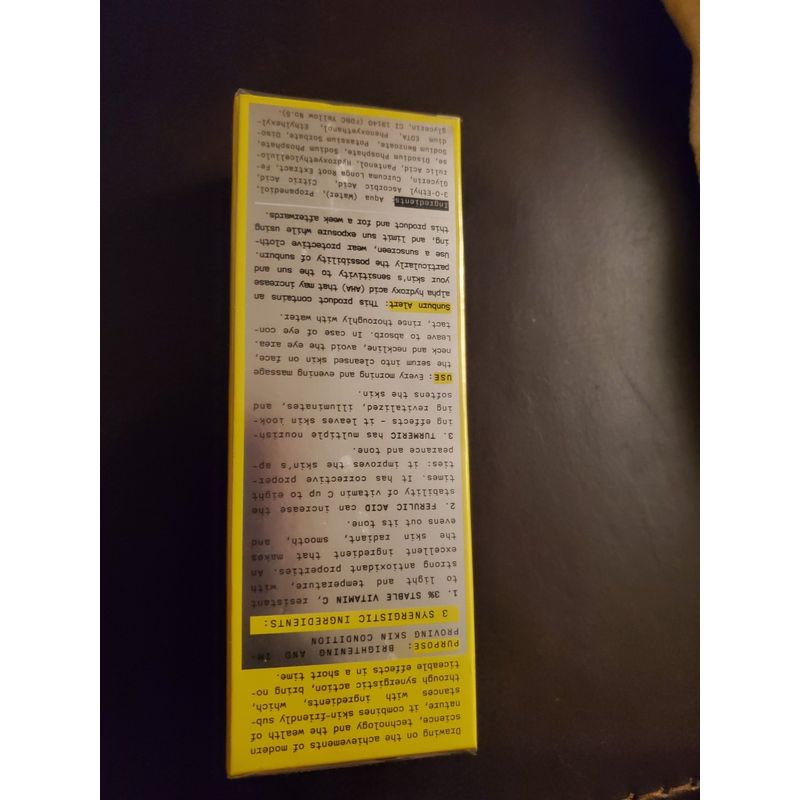 Drawing on the achievements of modern
science, technology and the wealth of
nature, it combines skin-friendly sub-
stances with ingredients, which,
through synergistic action, bring no-
ticeable effects in a short time.
PURPOSE: BRIGHTENING AND IM-
PROVING SKIN CONDITION
3 SYNERGISTIC INGREDIENTS:
1. 3% STABLE VITAMIN C, resistant
to light and temperature, with
strong antioxidant properties. An
excellent ingredient that makes
the skin radiant, smooth, and
evens out its tone.
2. FERULIC ACID can increase the
stability of vitamin C up to eight
times. It has corrective proper-
ties: it improves the skin's ap-
pearance and tone.
3. TURMERIC has multiple nourish-
ing effects – it leaves skin look-
ing revitalized, illuminates, and
softens the skin.
USE: Every morning and evening massage
the serum into cleansed skin on face,
neck and neckline, avoid the eye area.
Leave to absorb. In case of eye con-
tact, rinse thoroughly with water.
Sunburn Alert: This product contains an
alpha hydroxy acid (AHA) that may increase
your skin's sensitivity to the sun and
particularly the possibility of sunburn.
Use a sunscreen, wear protective cloth-
ing, and limit sun exposure while using
this product and for a week afterwards.
Ingredients: Aqua (Water), Propanediol,
3-O-Ethyl Ascorbic Acid, Citric Acid,
Glycerin, Curcuma Longa Root Extract, Fe-
rulic Acid, Pantenol, Hydroxyethylcellulo-
se, Disodium Phosphate, Sodium Phosphate,
Sodium Benzoate, Potassium Sorbate, Diso-
dium EDTA, Phenoxyethanol, Ethylhexyl-
glycerin, CI 19140 (FD&C Yellow No.5).